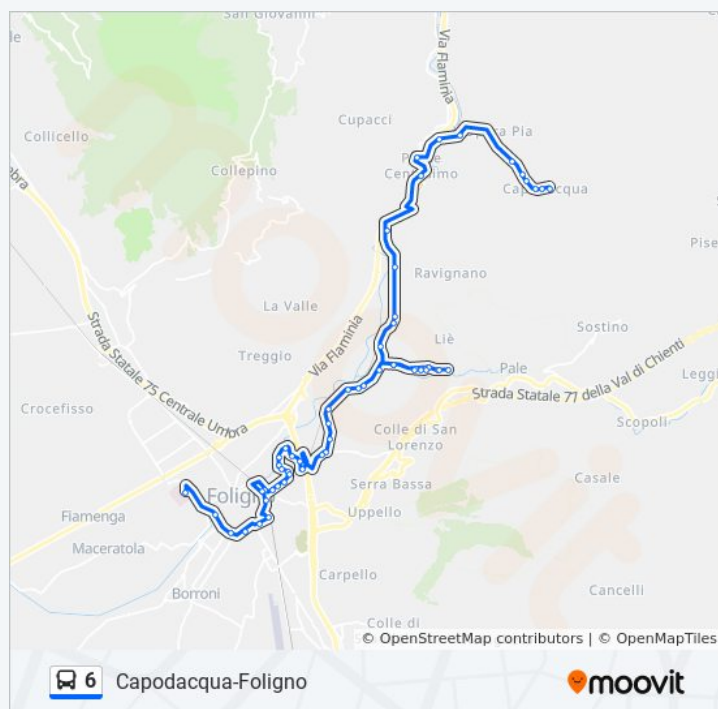 San Giovanni
Via Flaminia
Cupacci
Collicello
Collepino
Capodacqua
Ravignano
La Valle
Via Flaminia
Liè
Sostino
Treggio
Pale
Strada Statale 75 Centrale Umbra
Strada Statale 77 della Val di Chienti
Crocefisso
Scopoli
Colle di San
Lorenzo
Serra Bassa
Casale
Foligno
Fiamenga
Uppello
Maceratola
Carpello
Borroni
Cancelli
Colle di
© OpenStreetMap contributors | © OpenMapTiles
6 Capodacqua-Foligno
moovit